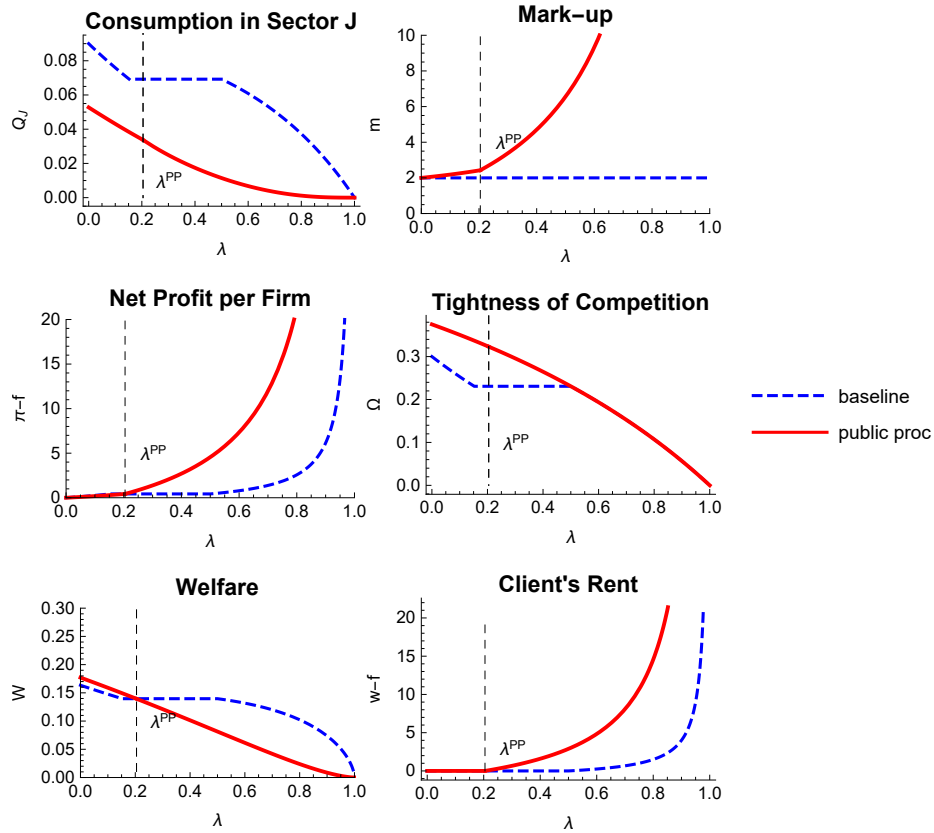 Consumption in Sector J
Mark-up
Q_J
0.08
0.06
0.04
0.02
0.00
λ^PP
0.0 0.2 0.4 0.6 0.8 1.0
λ
m
10
8
6
4
2
0
λ^PP
0.0 0.2 0.4 0.6 0.8 1.0
λ
Net Profit per Firm
Tightness of Competition
π-f
20
15
10
5
0
λ^PP
0.0 0.2 0.4 0.6 0.8 1.0
λ
Ω
0.3
0.2
0.1
0.0
λ^PP
0.0 0.2 0.4 0.6 0.8 1.0
λ
baseline
public proc
Welfare
Client's Rent
W
0.30
0.25
0.20
0.15
0.10
0.05
0.00
λ^PP
0.0 0.2 0.4 0.6 0.8 1.0
λ
w-f
20
15
10
5
0
λ^PP
0.0 0.2 0.4 0.6 0.8 1.0
λ